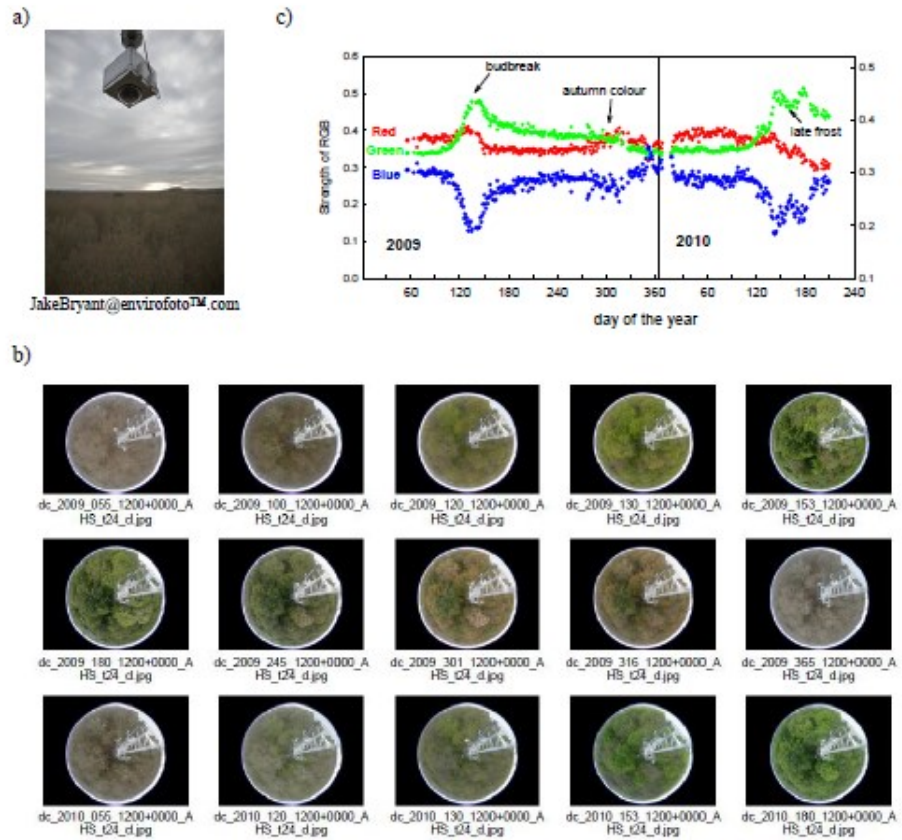 a)
JakeBryant@envirofoto™.com
c)
0.6
0.5
0.4
0.3
0.2
0.1
0.0
Strength of RGB
Red
Green
Blue
budbreak
autumn colour
late frost
2009
2010
0.5
0.4
0.3
0.2
0.1
60 120 180 240 300 360 60 120 180 240
day of the year
b)
dc_2009_055_1200+0000_A
HS_t24_d.jpg
dc_2009_100_1200+0000_A
HS_t24_d.jpg
dc_2009_120_1200+0000_A
HS_t24_d.jpg
dc_2009_130_1200+0000_A
HS_t24_d.jpg
dc_2009_153_1200+0000_A
HS_t24_d.jpg
dc_2009_180_1200+0000_A
HS_t24_d.jpg
dc_2009_245_1200+0000_A
HS_t24_d.jpg
dc_2009_301_1200+0000_A
HS_t24_d.jpg
dc_2009_316_1200+0000_A
HS_t24_d.jpg
dc_2009_365_1200+0000_A
HS_t24_d.jpg
dc_2010_055_1200+0000_A
HS_t24_d.jpg
dc_2010_120_1200+0000_A
HS_t24_d.jpg
dc_2010_130_1200+0000_A
HS_t24_d.jpg
dc_2010_153_1200+0000_A
HS_t24_d.jpg
dc_2010_180_1200+0000_A
HS_t24_d.jpg